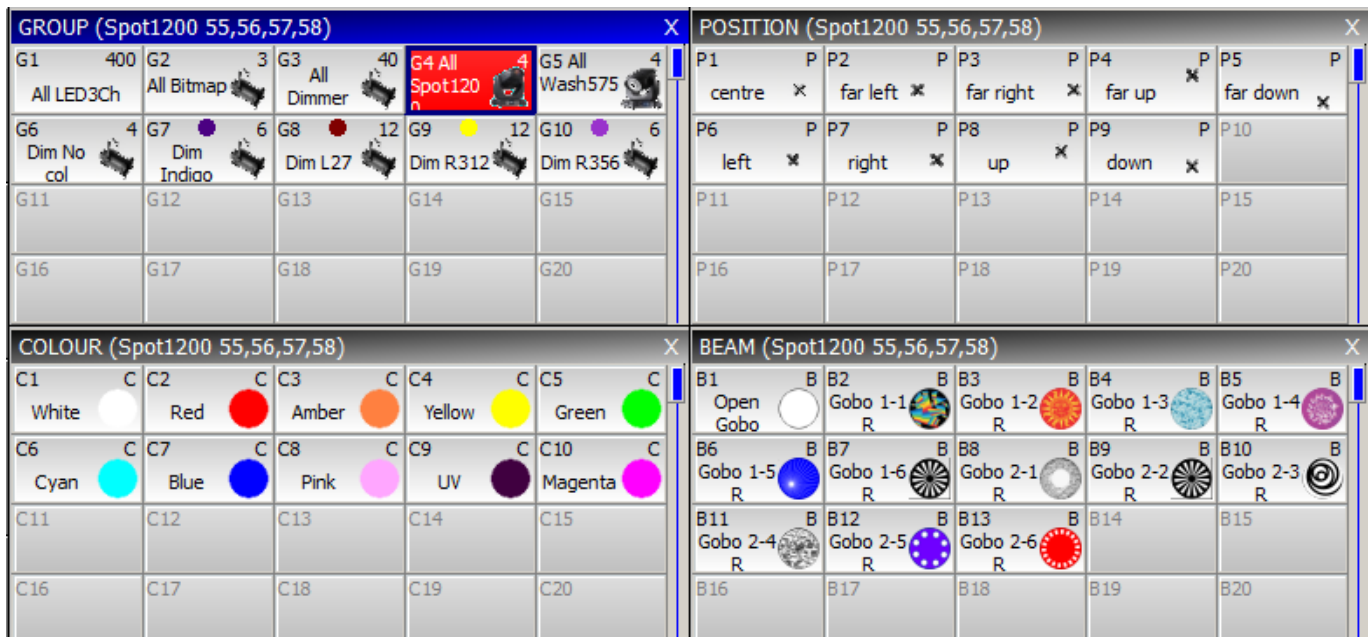 GROUP (Spot1200 55,56,57,58) X
G1 400 G2 3 G3 40 G4 All 4 G5 All 4
All LED3Ch All Bitmap All Dimmer Spot120 0 Wash575
G6 4 G7 6 G8 12 G9 12 G10 6
Dim No col Dim Indigo Dim L27 Dim R312 Dim R356
G11 G12 G13 G14 G15
G16 G17 G18 G19 G20
POSITION (Spot1200 55,56,57,58) X
P1 P P2 P P3 P P4 P P5 P
centre far left far right far up far down
P6 P P7 P P8 P P9 P P10
left right up down
P11 P12 P13 P14 P15
P16 P17 P18 P19 P20
COLOUR (Spot1200 55,56,57,58) X
C1 C C2 C C3 C C4 C C5 C
White Red Amber Yellow Green
C6 C C7 C C8 C C9 C C10 C
Cyan Blue Pink UV Magenta
C11 C12 C13 C14 C15
C16 C17 C18 C19 C20
BEAM (Spot1200 55,56,57,58) X
B1 B B2 B B3 B B4 B B5 B
Open Gobo 1-1 Gobo 1-2 Gobo 1-3 Gobo 1-4
Gobo R R R R
B6 B B7 B B8 B B9 B B10 B
Gobo 1-5 Gobo 1-6 Gobo 2-1 Gobo 2-2 Gobo 2-3
R R R R R
B11 B B12 B B13 B B14 B15
Gobo 2-4 Gobo 2-5 Gobo 2-6
R R R
B16 B17 B18 B19 B20